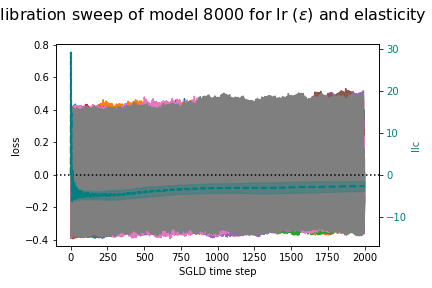 libration sweep of model 8000 for lr (ε) and elasticity
0.8
0.6
0.4
0.2
0.0
−0.2
−0.4
loss
30
20
10
0
−10
llc
0 250 500 750 1000 1250 1500 1750 2000
SGLD time step